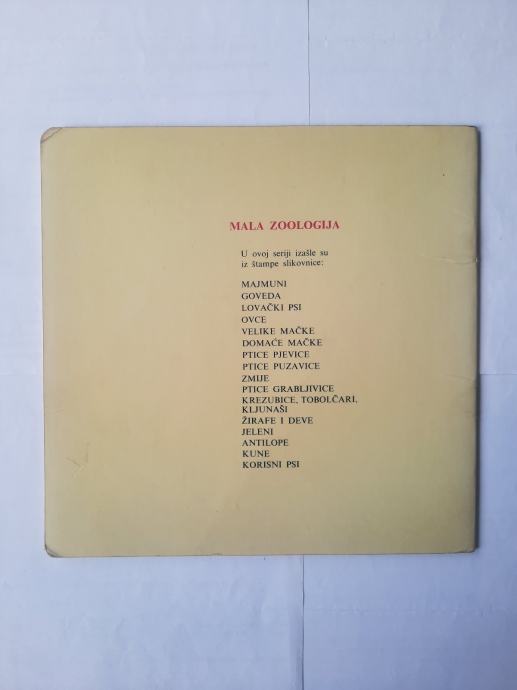 MALA ZOOLOGIJA
U ovoj seriji izašle su
iz štampe slikovnice:
MAJMUNI
GOVEDA
LOVAČKI PSI
OVCE
VELIKE MAČKE
DOMAĆE MAČKE
PTICE PJEVICE
PTICE PUZAVICE
ZMIJE
PTICE GRABLJIVICE
KREZUBICE, TOBOLČARI,
KLJUNAŠI
ŽIRAFE I DEVE
JELENI
ANTILOPE
KUNE
KORISNI PSI